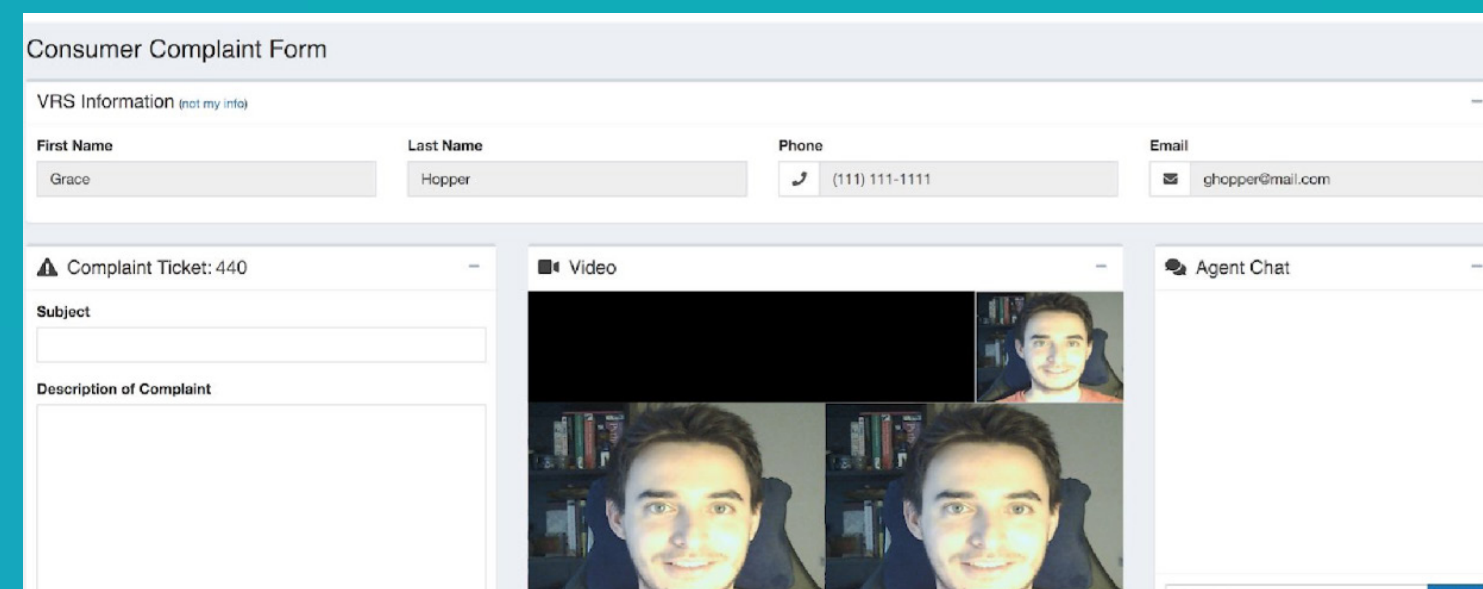 Consumer Complaint Form
VRS Information (not my info)
First Name Last Name Phone Email
Grace Hopper (111) 111-1111 ghopper@mail.com
Complaint Ticket: 440
Subject
Description of Complaint
Video
Agent Chat